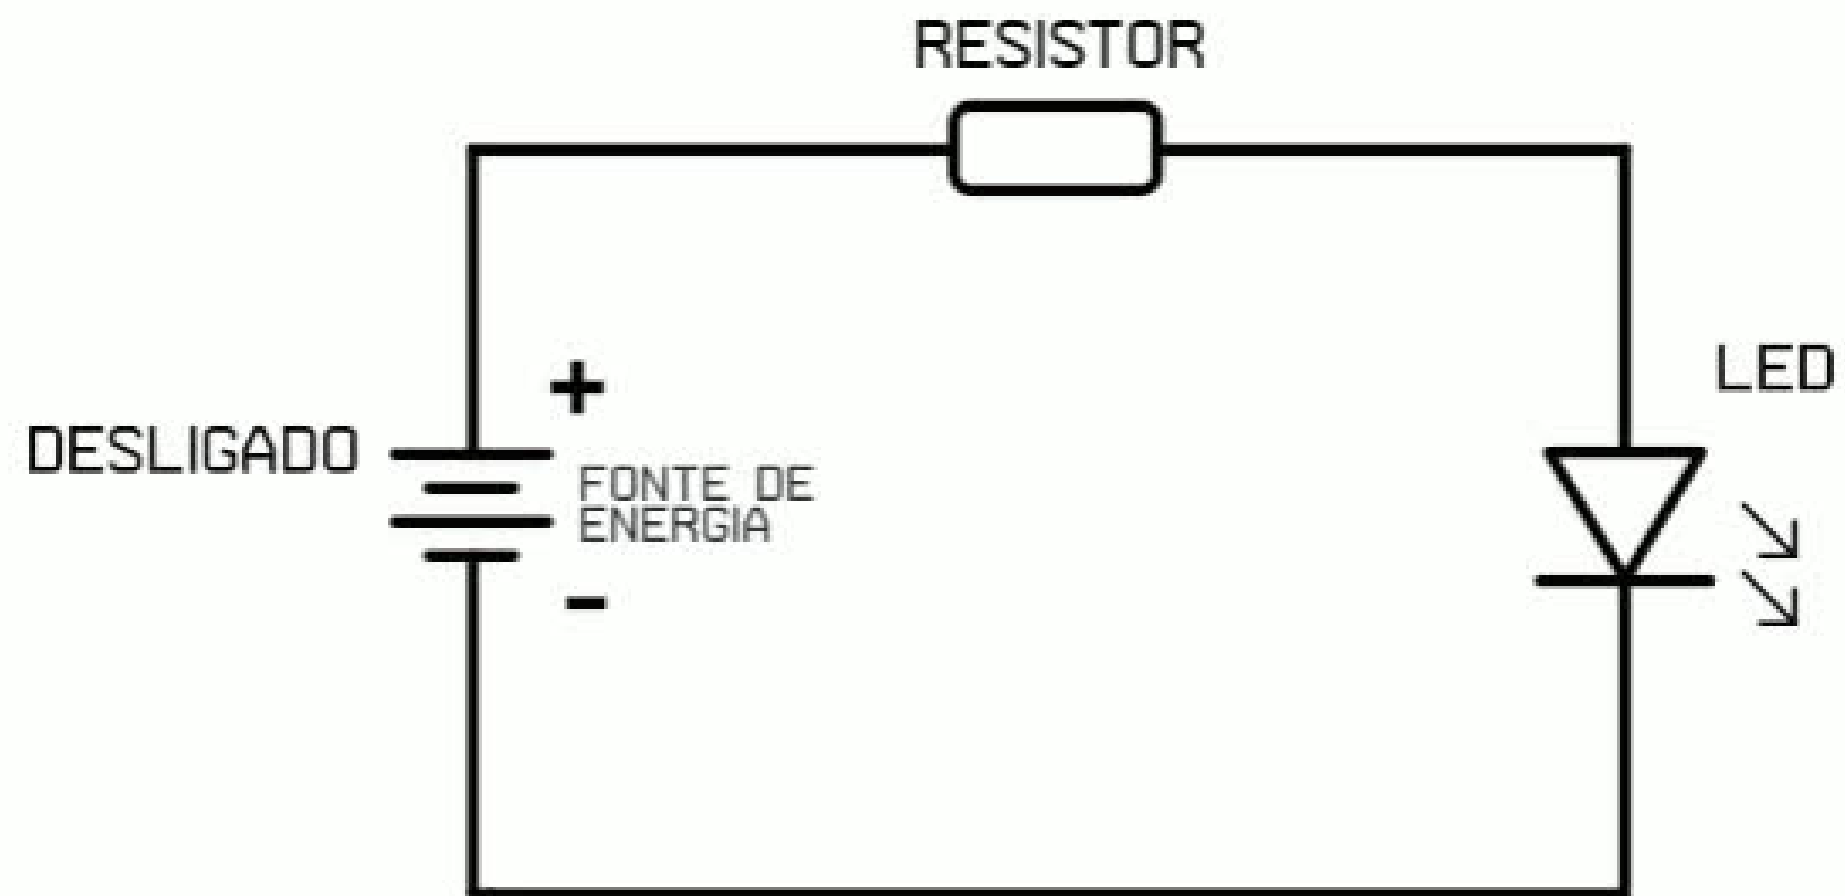 RESISTOR
LED
+
DESLIGADO
FONTE DE
ENERGIA
-